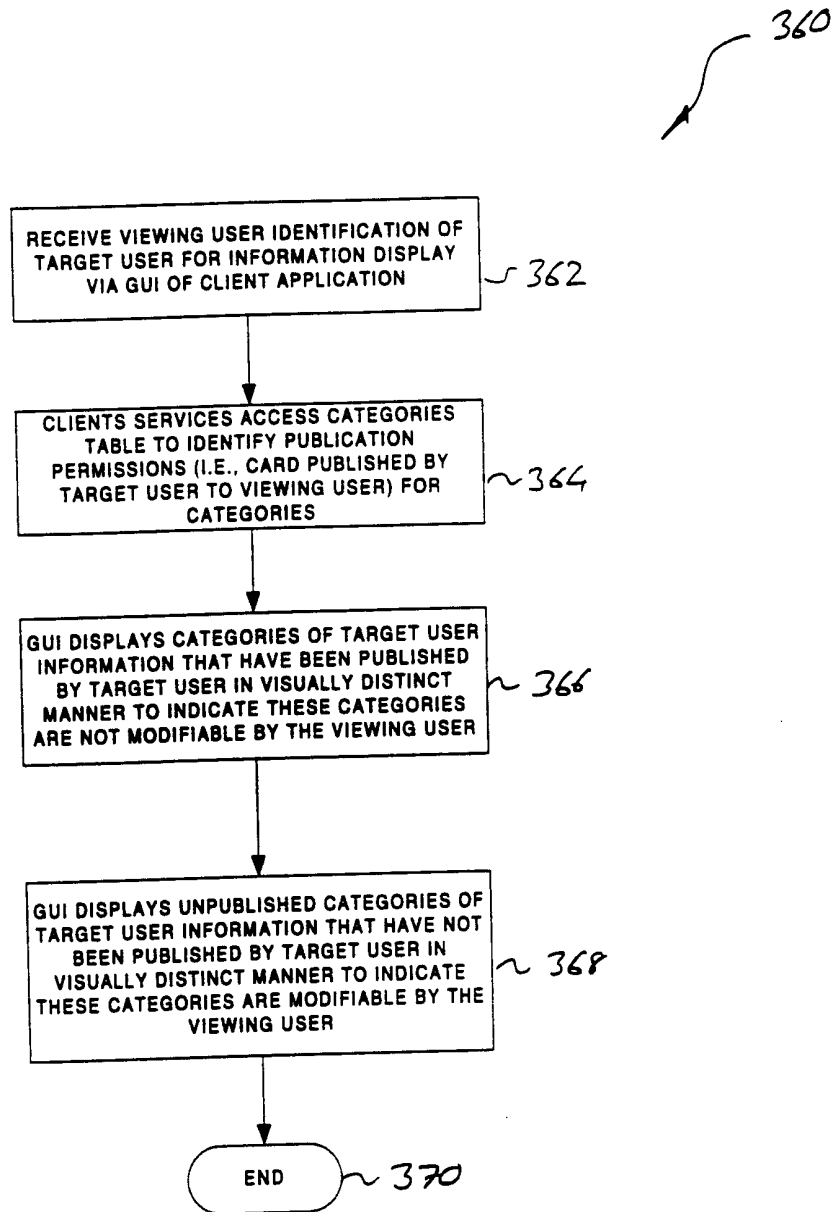 360
RECEIVE VIEWING USER IDENTIFICATION OF
TARGET USER FOR INFORMATION DISPLAY
VIA GUI OF CLIENT APPLICATION
362
CLIENTS SERVICES ACCESS CATEGORIES
TABLE TO IDENTIFY PUBLICATION
PERMISSIONS (I.E., CARD PUBLISHED BY
TARGET USER TO VIEWING USER) FOR
CATEGORIES
364
GUI DISPLAYS CATEGORIES OF TARGET USER
INFORMATION THAT HAVE BEEN PUBLISHED
BY TARGET USER IN VISUALLY DISTINCT
MANNER TO INDICATE THESE CATEGORIES
ARE NOT MODIFIABLE BY THE VIEWING USER
366
GUI DISPLAYS UNPUBLISHED CATEGORIES OF
TARGET USER INFORMATION THAT HAVE NOT
BEEN PUBLISHED BY TARGET USER IN
VISUALLY DISTINCT MANNER TO INDICATE
THESE CATEGORIES ARE MODIFIABLE BY THE
VIEWING USER
368
END
370